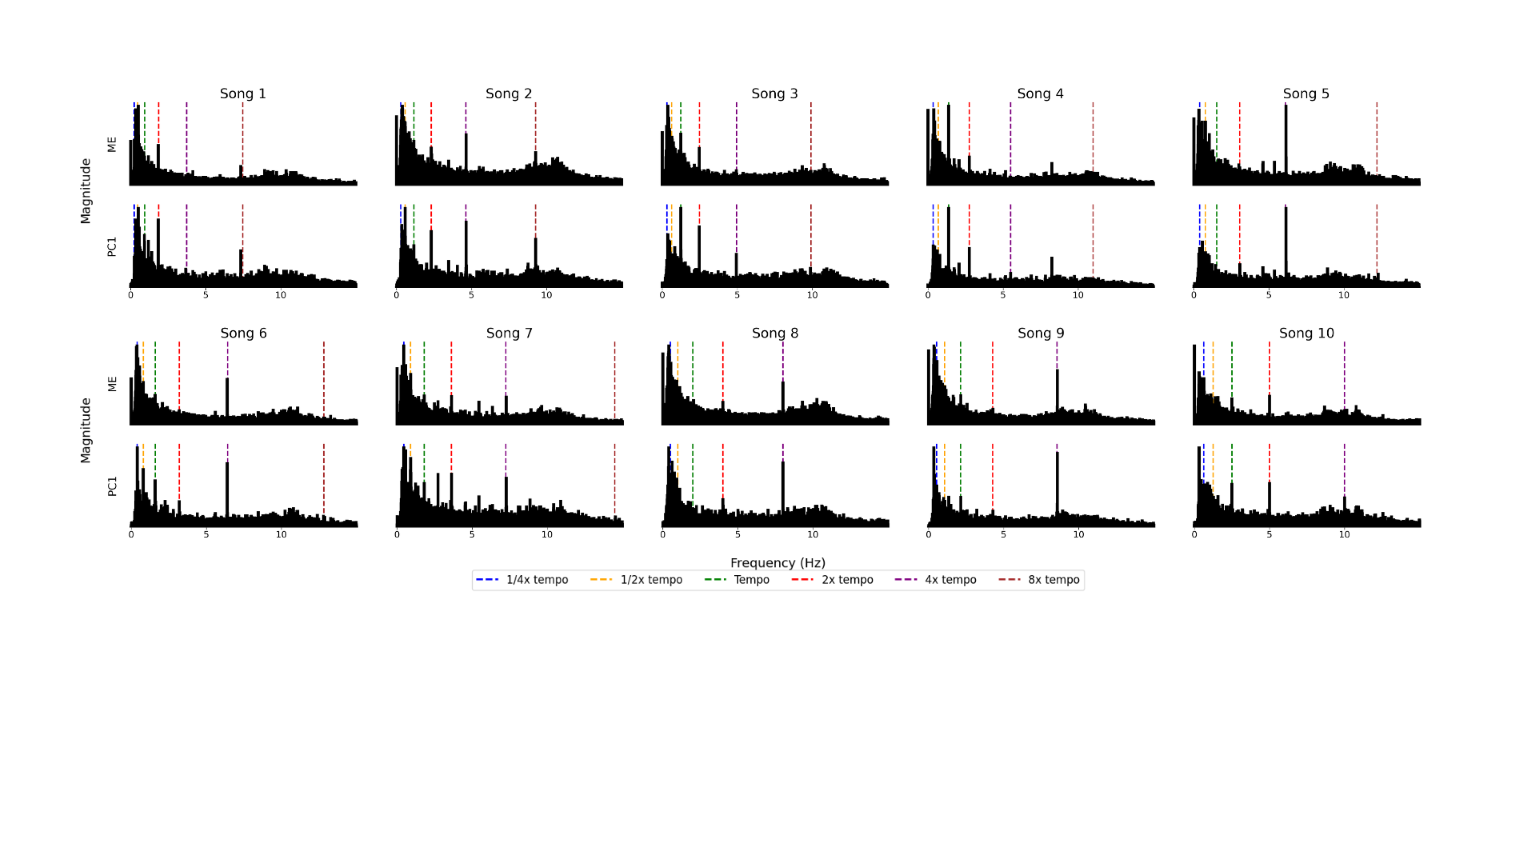 Song 1 Song 2 Song 3 Song 4 Song 5
Magnitude
ME
PC1
0 5 10 0 5 10 0 5 10 0 5 10 0 5 10
Song 6 Song 7 Song 8 Song 9 Song 10
Magnitude
ME
PC1
0 5 10 0 5 10 0 5 10 0 5 10 0 5 10
Frequency (Hz)
1/4x tempo 1/2x tempo Tempo 2x tempo 4x tempo 8x tempo